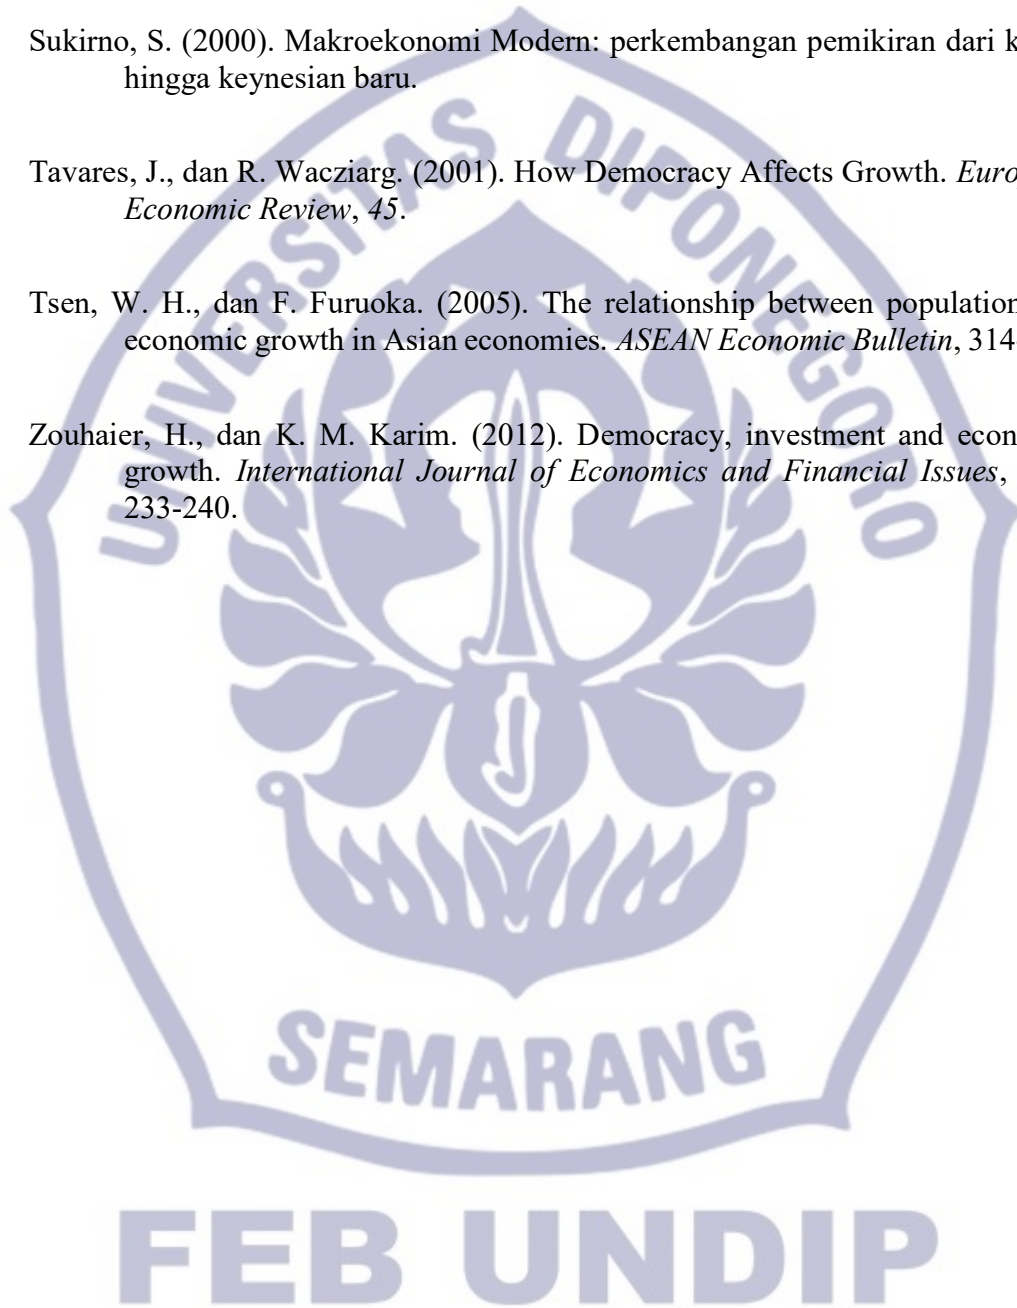 Sukirno, S. (2000). Makroekonomi Modern: perkembangan pemikiran dari
hingga keynesian baru.
Tavares, J., dan R. Wacziarg. (2001). How Democracy Affects Growth.
Economic Review, 45.
Tsen, W. H., dan F. Furuoka. (2005). The relationship between population
economic growth in Asian economies. ASEAN Economic Bulletin, 314-
Zouhaier, H., dan K. M. Karim. (2012). Democracy, investment and
growth. International Journal of Economics and Financial Issues,
233-240.
UNIVERSITAS DIPONEGORO
SEMARANG
FEB UNDIP